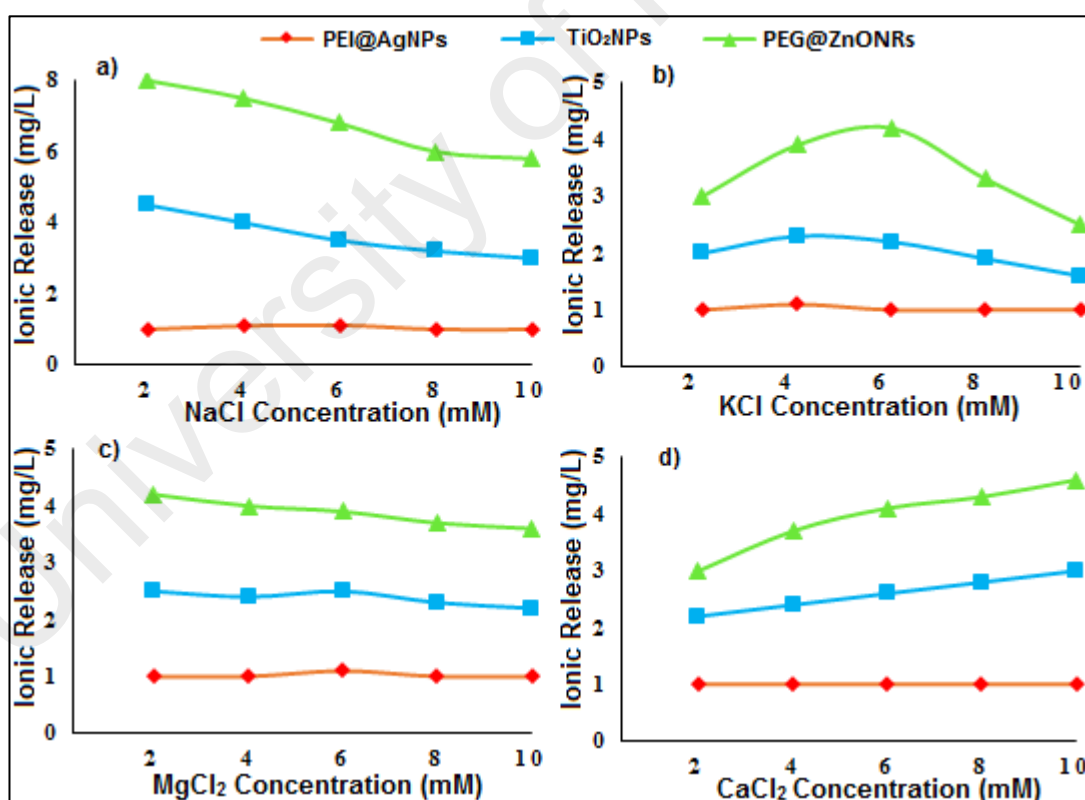 University of
PEI@AgNPs TiO₂NPs PEG@ZnONRs
a)
Ionic Release (mg/L)
8
6
4
2
0
2 4 6 8 10
NaCl Concentration (mM)
b)
Ionic Release (mg/L)
5
4
3
2
1
0
2 4 6 8 10
KCl Concentration (mM)
c)
Ionic Release (mg/L)
5
4
3
2
1
0
2 4 6 8 10
MgCl₂ Concentration (mM)
d)
Ionic Release (mg/L)
5
4
3
2
1
0
2 4 6 8 10
CaCl₂ Concentration (mM)